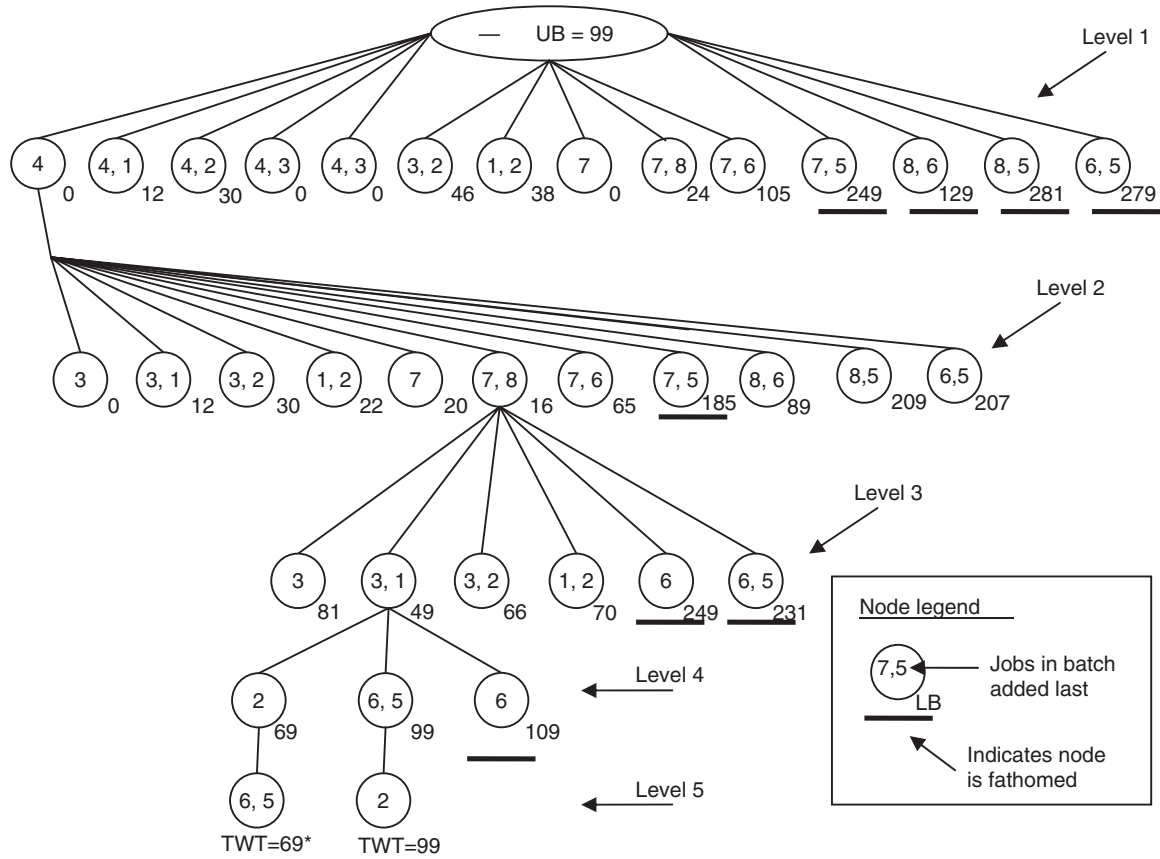 — UB = 99
Level 1
4 4, 1 4, 2 4, 3 4, 3 3, 2 1, 2 7 7, 8 7, 6 7, 5 8, 6 8, 5 6, 5
0 12 30 0 0 46 38 0 24 105 249 129 281 279
Level 2
3 3, 1 3, 2 1, 2 7 7, 8 7, 6 7, 5 8, 6 8,5 6,5
0 12 30 22 20 16 65 185 89 209 207
Level 3
3 3, 1 3, 2 1, 2 6 6, 5
81 49 66 70 249 231
Level 4
2 6, 5 6
69 99 109
Level 5
6, 5 2
TWT=69* TWT=99
Node legend
7,5
Jobs in batch
added last
LB
Indicates node
is fathomed